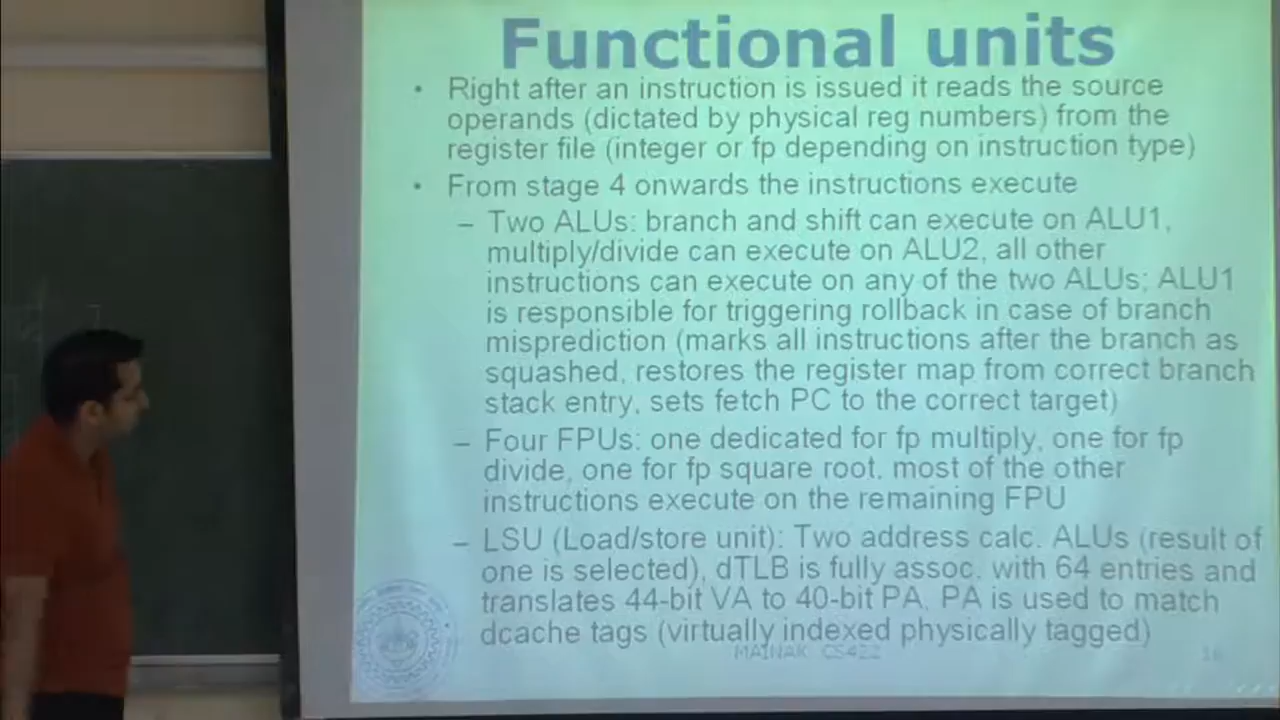 Functional units
• Right after an instruction is issued it reads the source
operands (dictated by physical reg numbers) from the
register file (integer or fp depending on instruction type)
• From stage 4 onwards the instructions execute
– Two ALUs: branch and shift can execute on ALU1,
multiply/divide can execute on ALU2, all other
instructions can execute on any of the two ALUs; ALU1
is responsible for triggering rollback in case of branch
misprediction (marks all instructions after the branch as
squashed, restores the register map from correct branch
stack entry, sets fetch PC to the correct target)
– Four FPUs: one dedicated for fp multiply, one for fp
divide, one for fp square root, most of the other
instructions execute on the remaining FPU
– LSU (Load/store unit): Two address calc. ALUs (result of
one is selected), dTLB is fully assoc. with 64 entries and
translates 44-bit VA to 40-bit PA, PA is used to match
dcache tags (virtually indexed physically tagged)
MAINAK CS422